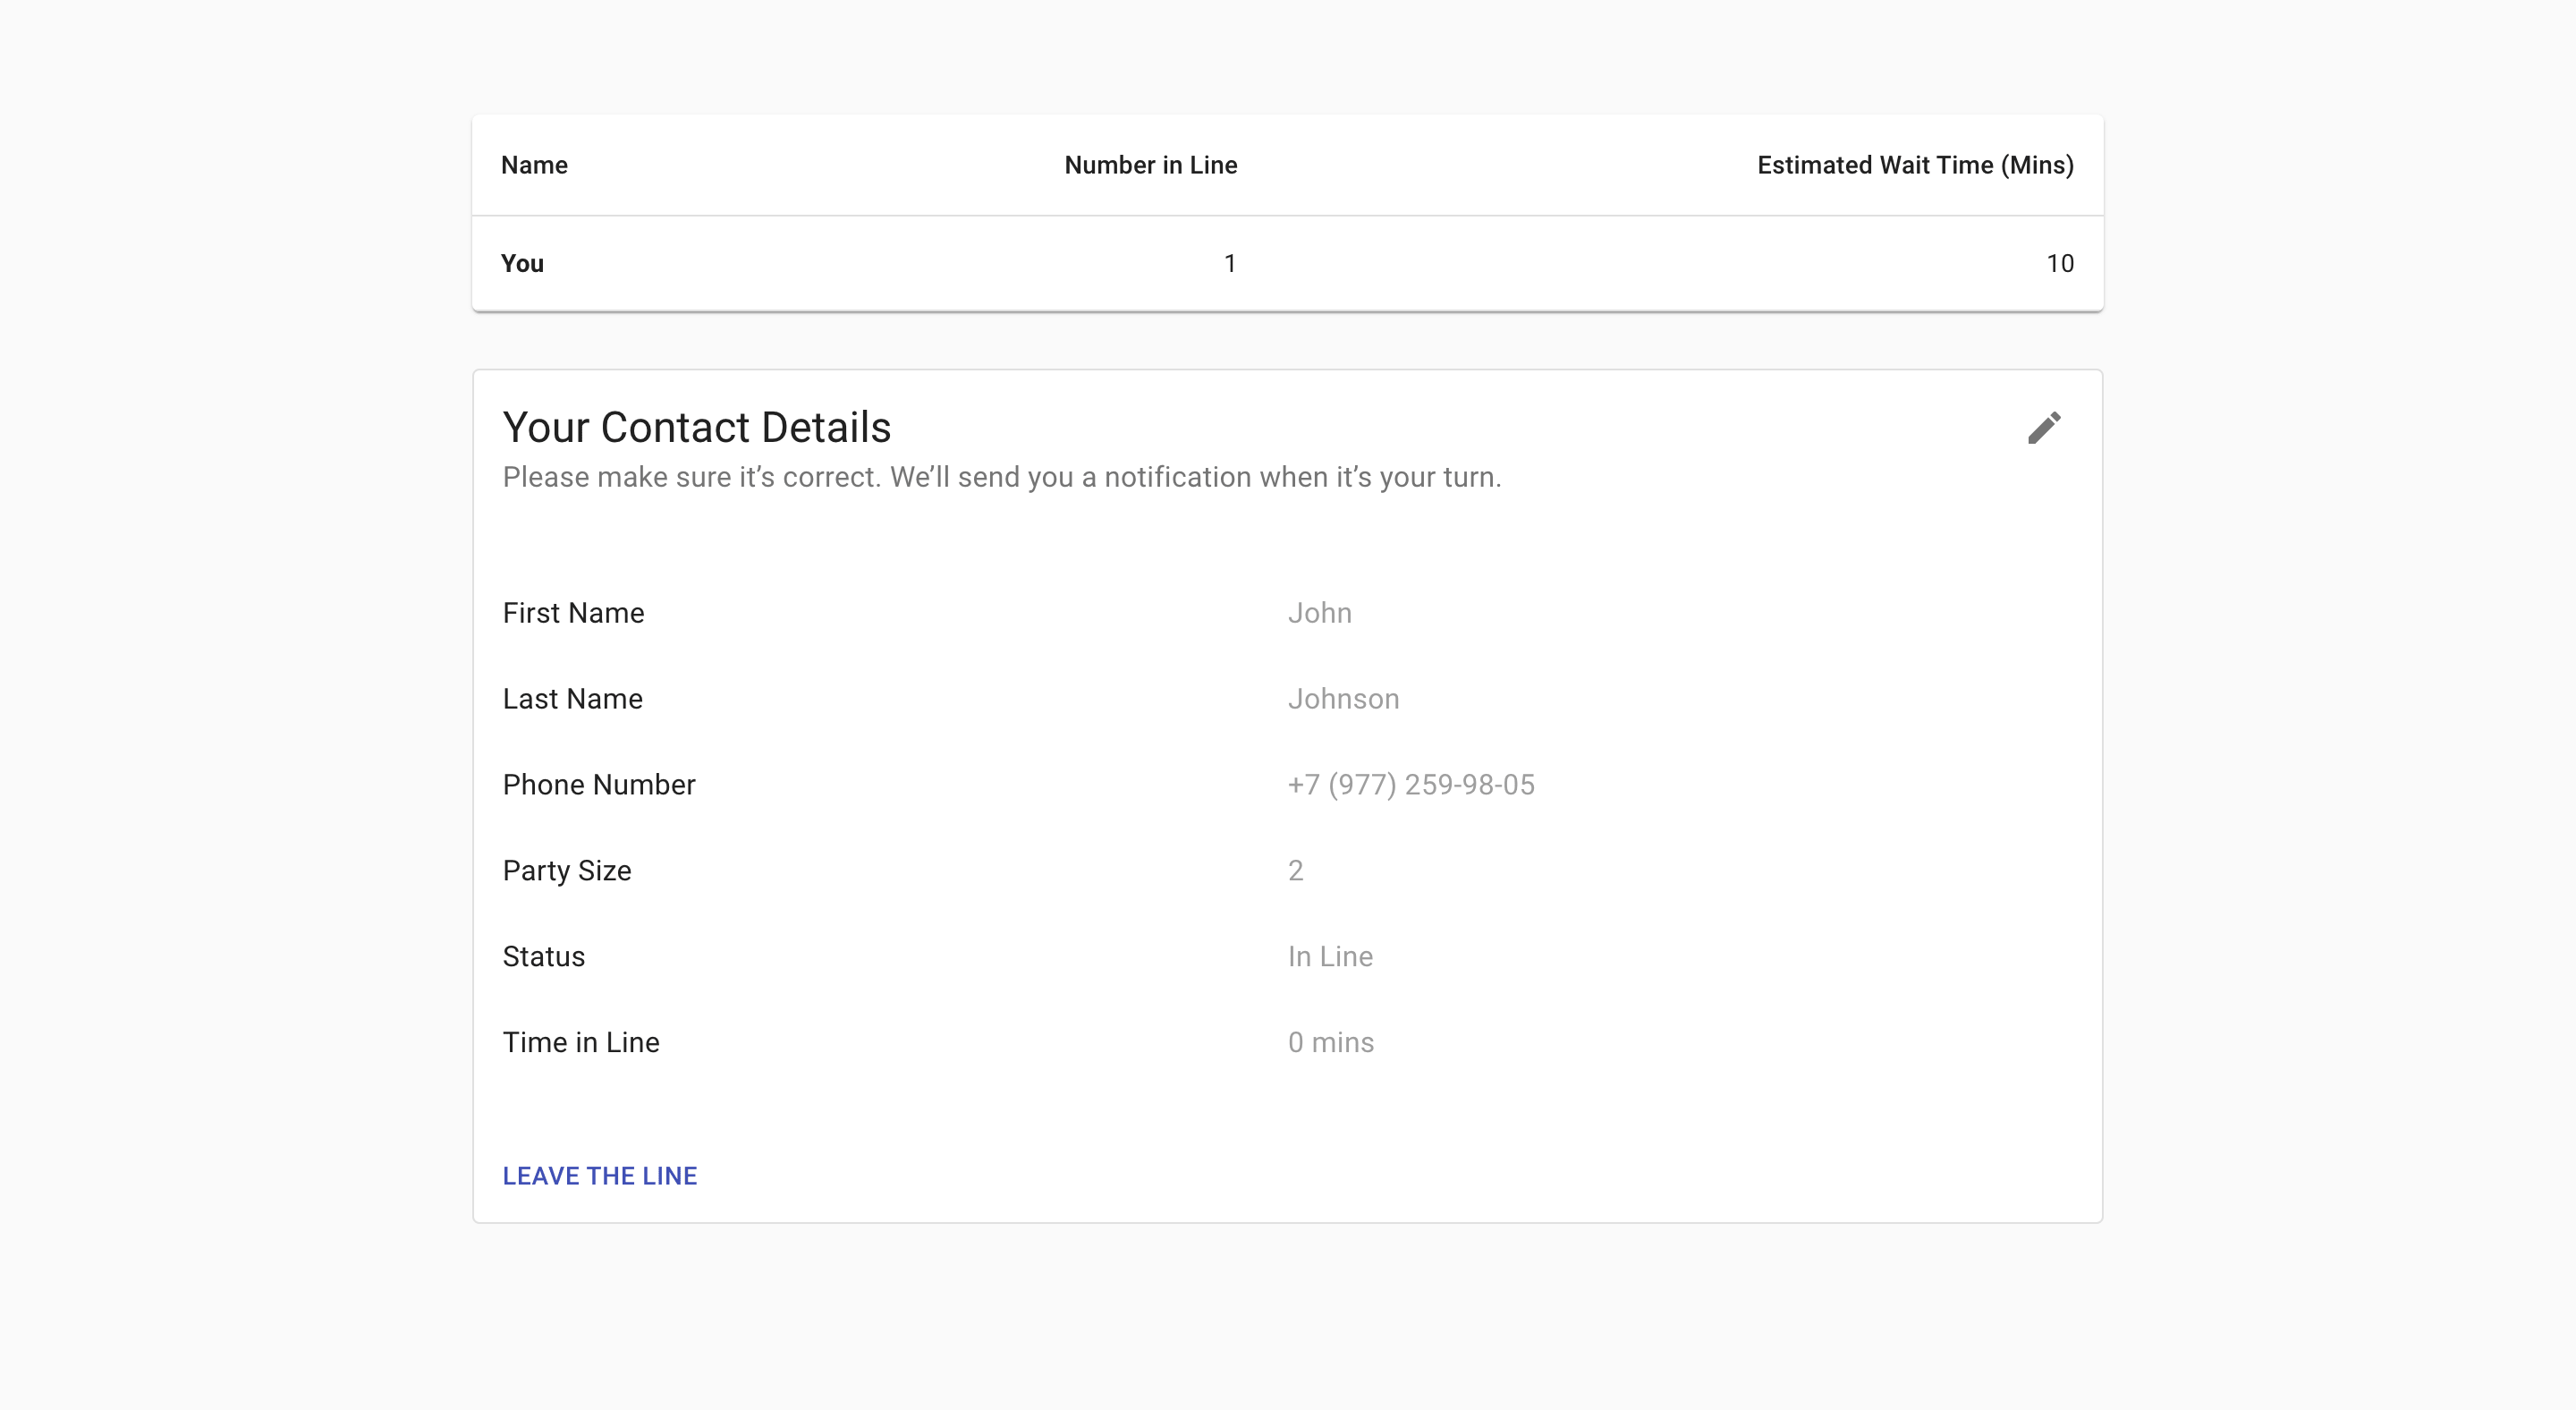 Name Number in Line Estimated Wait Time (Mins)
You 1 10
Your Contact Details
Please make sure it’s correct. We’ll send you a notification when it’s your turn.
First Name John
Last Name Johnson
Phone Number +7 (977) 259-98-05
Party Size 2
Status In Line
Time in Line 0 mins
LEAVE THE LINE